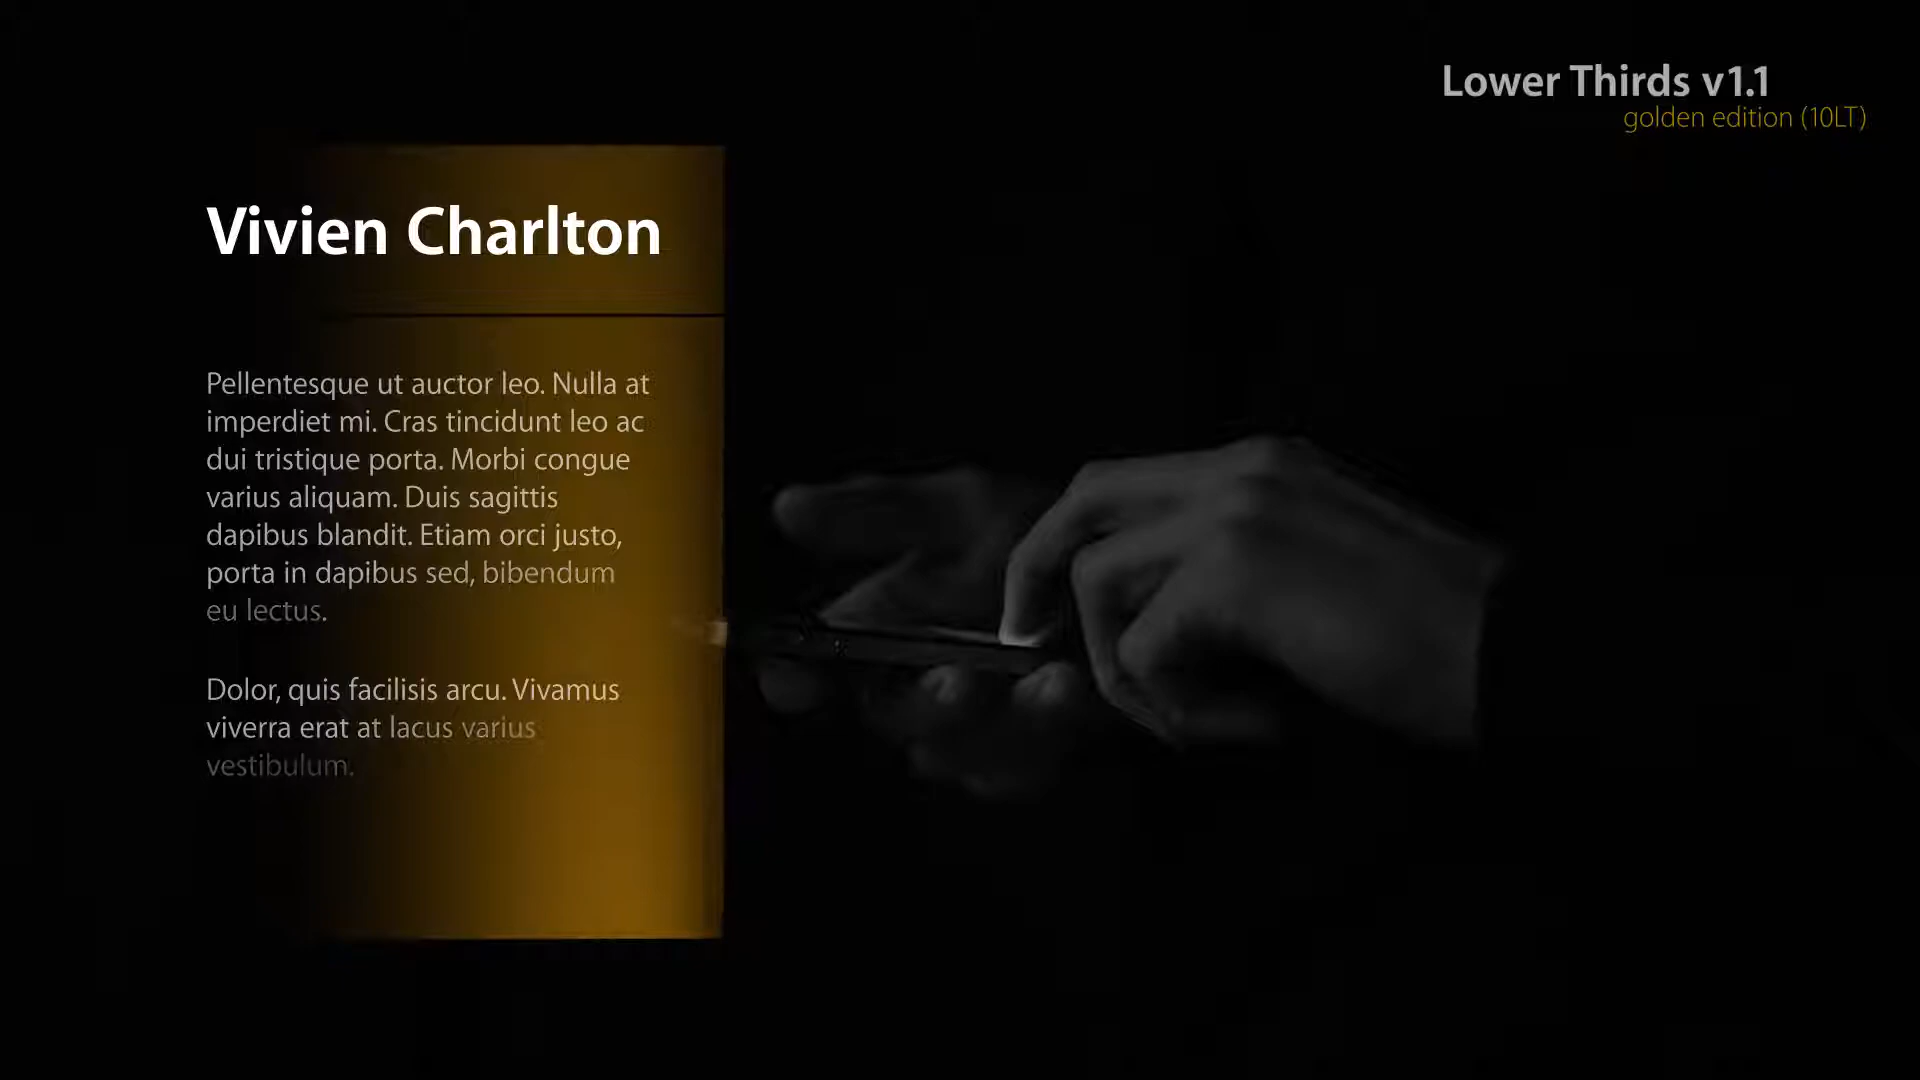 Lower Thirds v1.1
golden edition (10LT)
Vivien Charlton
Pellentesque ut auctor leo. Nulla at
imperdiet mi. Cras tincidunt leo ac
dui tristique porta. Morbi congue
varius aliquam. Duis sagittis
dapibus blandit. Etiam orci justo,
porta in dapibus sed, bibendum
eu lectus.
Dolor, quis facilisis arcu. Vivamus
viverra erat at lacus varius
vestibulum.